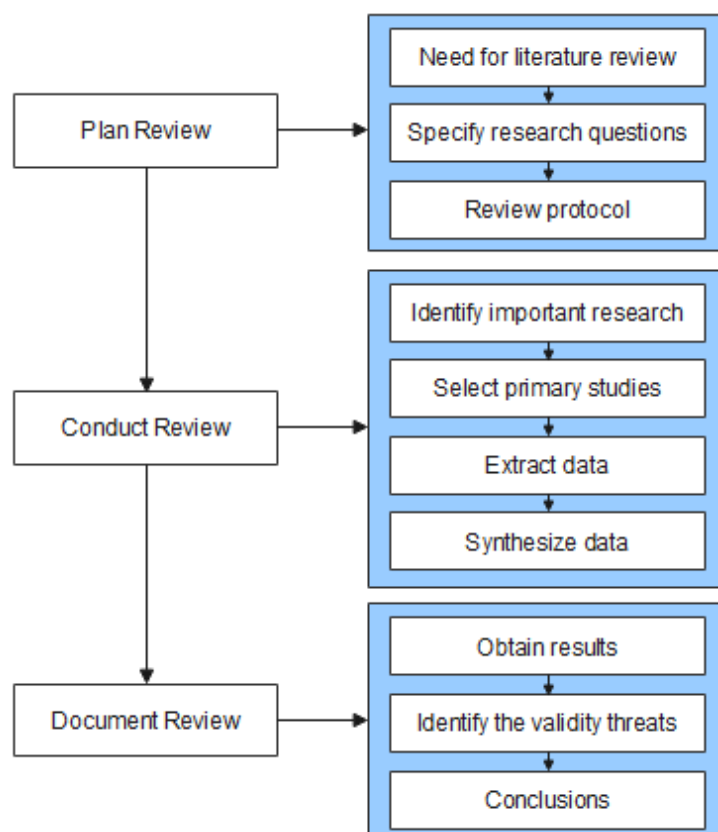 Plan Review
Need for literature review
Specify research questions
Review protocol
Conduct Review
Identify important research
Select primary studies
Extract data
Synthesize data
Document Review
Obtain results
Identify the validity threats
Conclusions